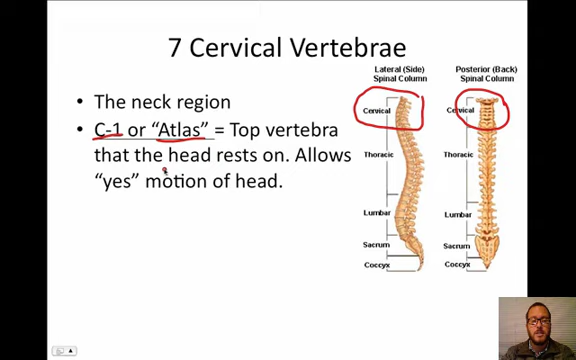 7 Cervical Vertebrae
• The neck region
• C-1 or “Atlas” = Top vertebra
that the head rests on. Allows
“yes” motion of head.
Lateral (Side)
Spinal Column
Cervical
Thoracic
Lumbar
Sacrum
Coccyx
Posterior (Back)
Spinal Column
Cervical
Thoracic
Lumbar
Sacrum
Coccyx